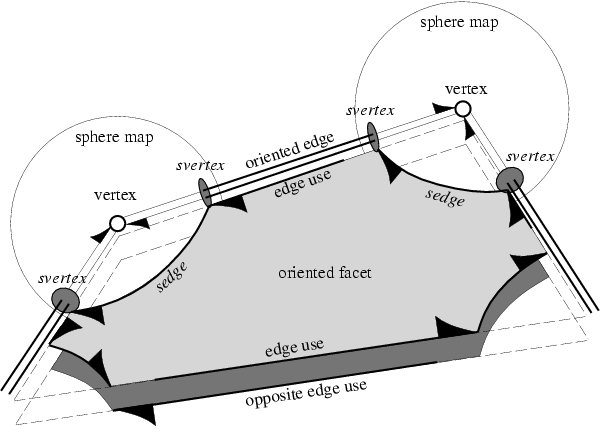 sphere map
vertex
svertex
svertex
oriented edge
sphere map
svertex
edge use
sedge
vertex
oriented facet
sedge
svertex
edge use
opposite edge use